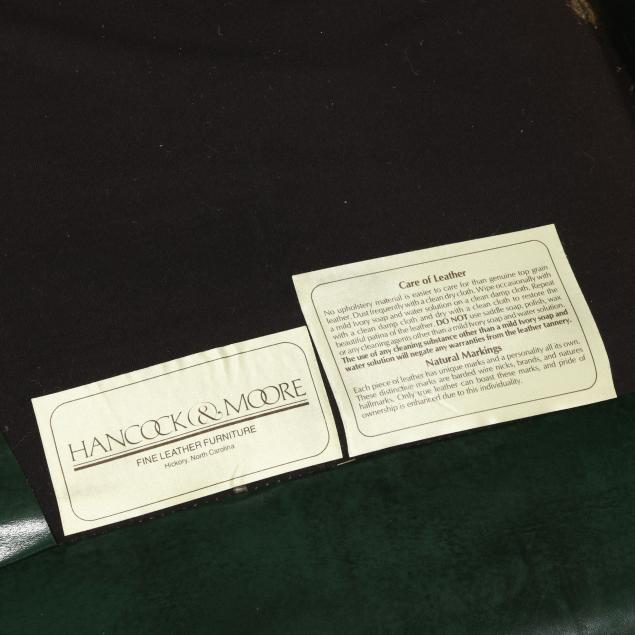 HANCOCK & MOORE
FINE LEATHER FURNITURE
Hickory, North Carolina
Care of Leather
No upholstery material is easier to care for than genuine top grain
leather. Dust frequently with a clean dry cloth. Wipe occasionally with
a mild Ivory soap and water solution on a clean damp cloth. Repeat
with a clean damp cloth and dry with a cloth to restore the
beautiful patina of the leather. DO NOT use saddle soap, polish, wax,
or any cleaning agents other than a mild Ivory soap and water solution.
The use of any cleaning substance other than a mild Ivory soap and
water solution will negate any warranties from the leather tannery.
Natural Markings
Each piece of leather has unique marks and a personality all its own.
These distinctive marks are barbed wire nicks, brands, and natures
hallmarks. Only true leather can boast these marks, and pride of
ownership is enhanced due to this individuality.